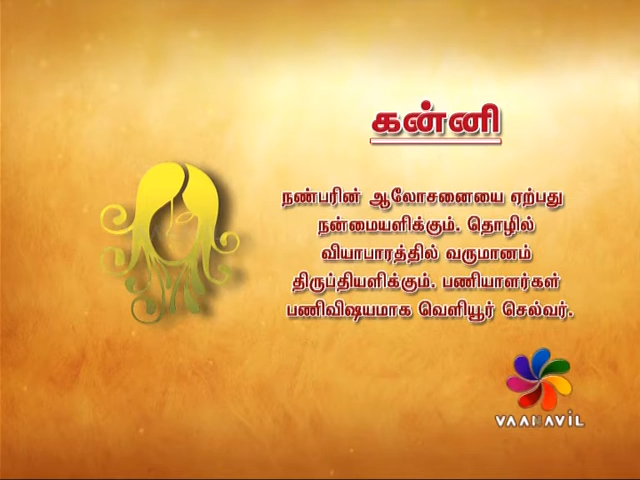 கன்னி
நண்பரின் ஆலோசனையை ஏற்பது
நன்மையளிக்கும். தொழில்
வியாபாரத்தில் வருமானம்
திருப்தியளிக்கும். பணியாளர்கள்
பணிவிஷயமாக வெளியூர் செல்வர்.
VAANAVIL